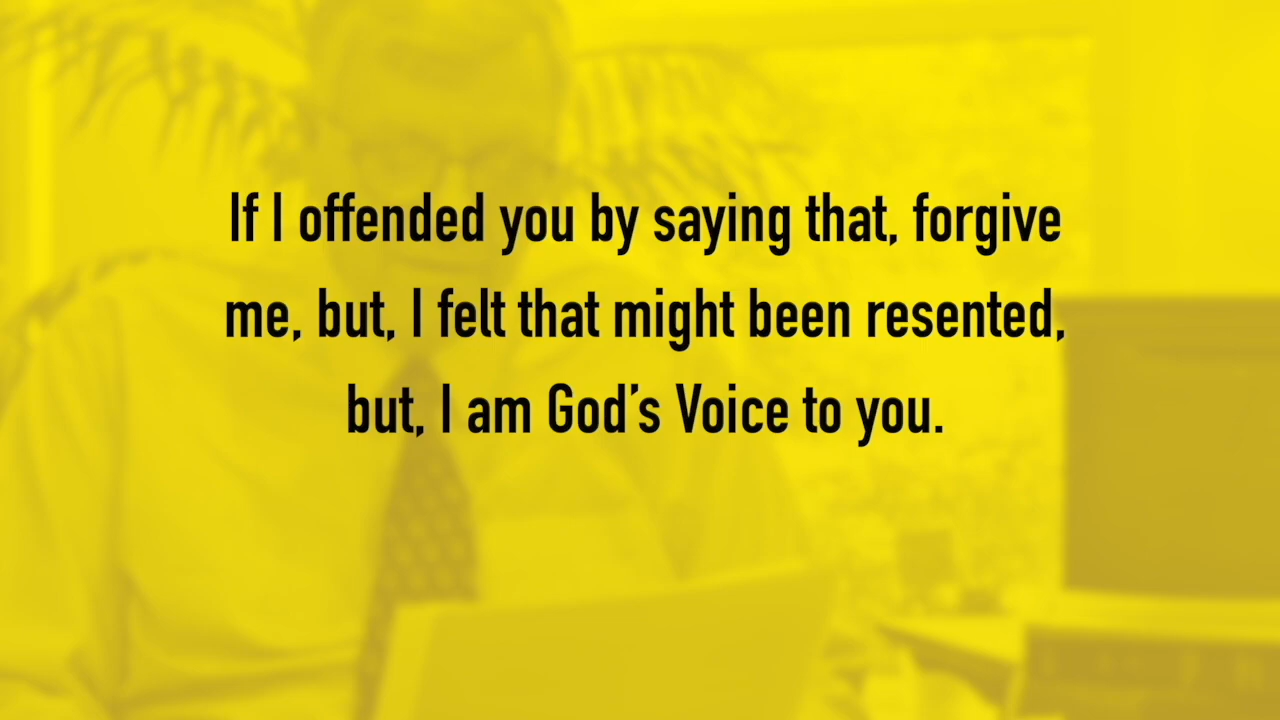 If I offended you by saying that, forgive
me, but, I felt that might been resented,
but, I am God’s Voice to you.